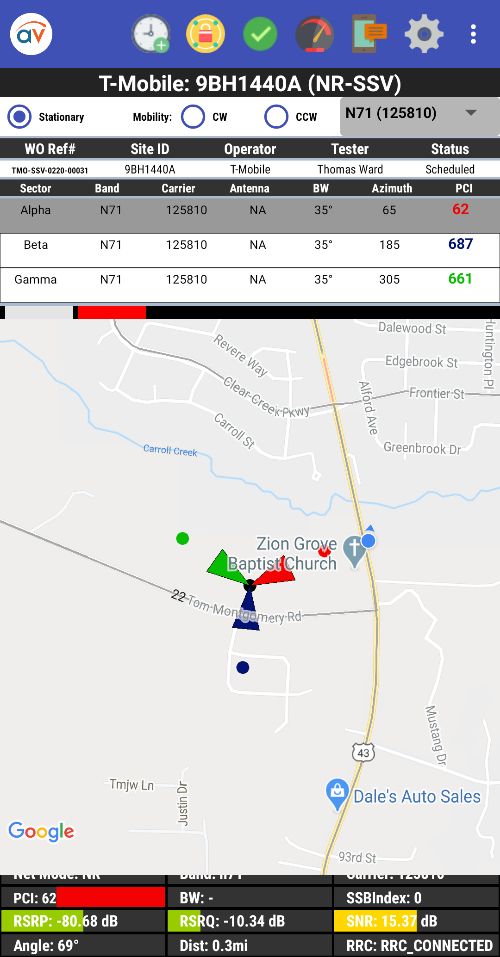 av
T-Mobile: 9BH1440A (NR-SSV)
Stationary Mobility: CW CCW N71 (125810)
WO Ref# Site ID Operator Tester Status
TMO-SSV-0220-00031 9BH1440A T-Mobile Thomas Ward Scheduled
Sector Band Carrier Antenna BW Azimuth PCI
Alpha N71 125810 NA 35° 65 62
Beta N71 125810 NA 35° 185 687
Gamma N71 125810 NA 35° 305 661
Dalewood St
Huntington Pl
Revere Way
Edgebrook St
Clear Creek Pkwy
Alford Ave
Frontier St
Carroll St
Greenbrook Dr
Carroll Creek
Zion Grove
Baptist Church
22
Tom Montgomery Rd
Mustang Dr
43
Tmjw Ln
Justin Dr
Dale's Auto Sales
Google
93rd St
Net Mode: NR Band: n71 Carrier: 125810
PCI: 62 BW: - SSBIndex: 0
RSRP: -80.68 dB RSRQ: -10.34 dB SNR: 15.37 dB
Angle: 69° Dist: 0.3mi RRC: RRC_CONNECTED